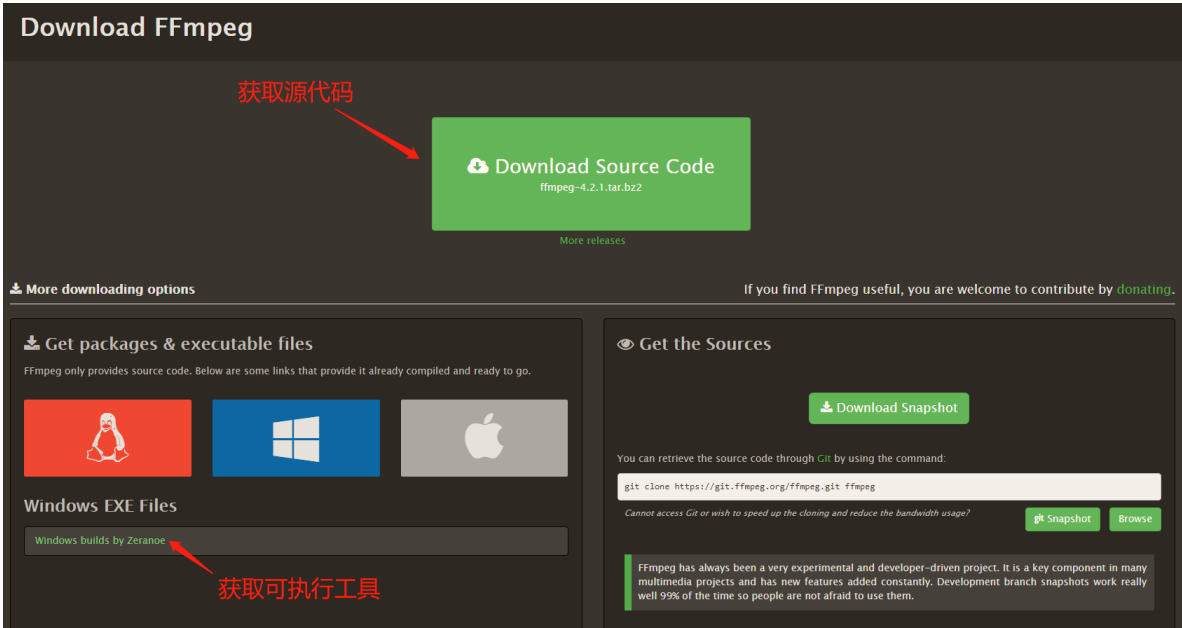 Download FFmpeg
获取源代码
Download Source Code
ffmpeg-4.2.1.tar.bz2
More releases
More downloading options
If you find FFmpeg useful, you are welcome to contribute by donating.
Get packages & executable files
FFmpeg only provides source code. Below are some links that provide it already compiled and ready to go.
Windows EXE Files
Windows builds by Zeranoe
获取可执行工具
Get the Sources
Download Snapshot
You can retrieve the source code through Git by using the command:
git clone https://git.ffmpeg.org/ffmpeg.git ffmpeg
Cannot access Git or wish to speed up the cloning and reduce the bandwidth usage?
git Snapshot
Browse
FFmpeg has always been a very experimental and developer-driven project. It is a key component in many
multimedia projects and has new features added constantly. Development branch snapshots work really
well 99% of the time so people are not afraid to use them.